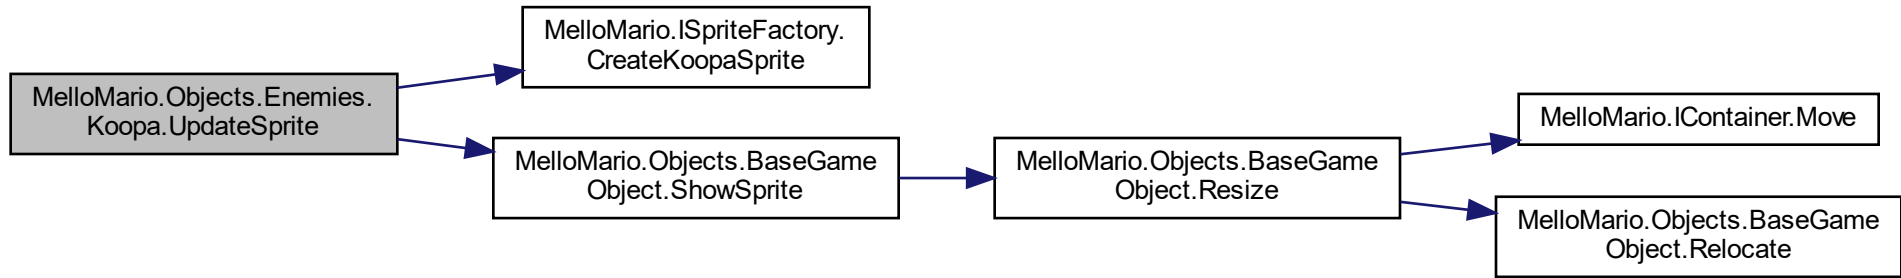 MelloMario.Objects.Enemies.
Koopa.UpdateSprite
MelloMario.ISpriteFactory.
CreateKoopaSprite
MelloMario.Objects.BaseGame
Object.ShowSprite
MelloMario.Objects.BaseGame
Object.Resize
MelloMario.IContainer.Move
MelloMario.Objects.BaseGame
Object.Relocate